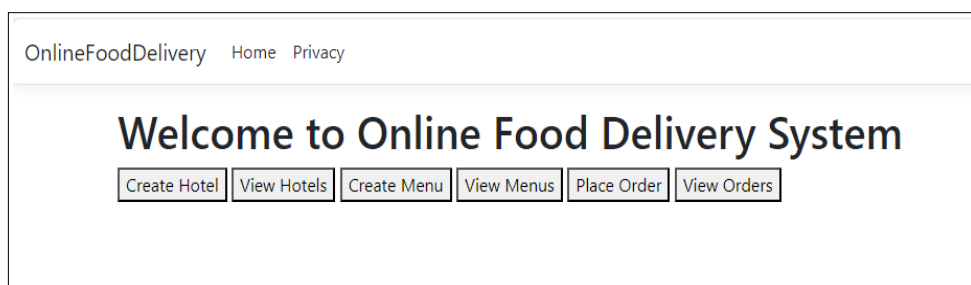 OnlineFoodDelivery Home Privacy
Welcome to Online Food Delivery System
Create Hotel View Hotels Create Menu View Menus Place Order View Orders